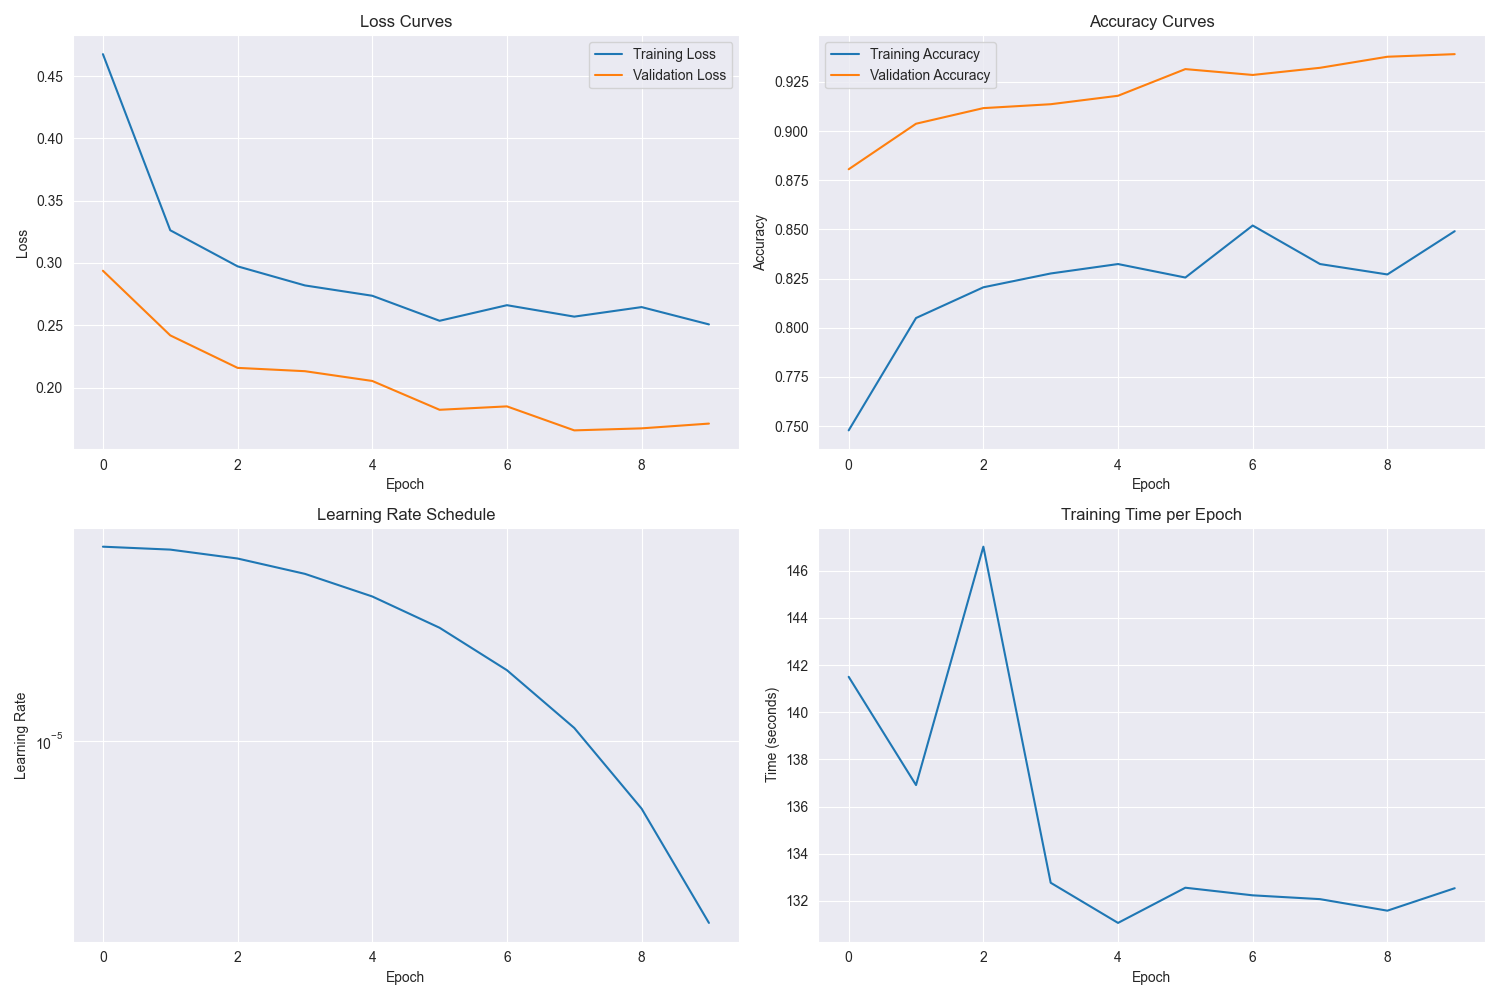 Loss Curves
Training Loss
Validation Loss
0.45
0.40
0.35
0.30
0.25
0.20
Loss
0 2 4 6 8
Epoch
Accuracy Curves
Training Accuracy
Validation Accuracy
0.925
0.900
0.875
0.850
0.825
0.800
0.775
0.750
Accuracy
0 2 4 6 8
Epoch
Learning Rate Schedule
10⁻⁵
Learning Rate
0 2 4 6 8
Epoch
Training Time per Epoch
146
144
142
140
138
136
134
132
Time (seconds)
0 2 4 6 8
Epoch